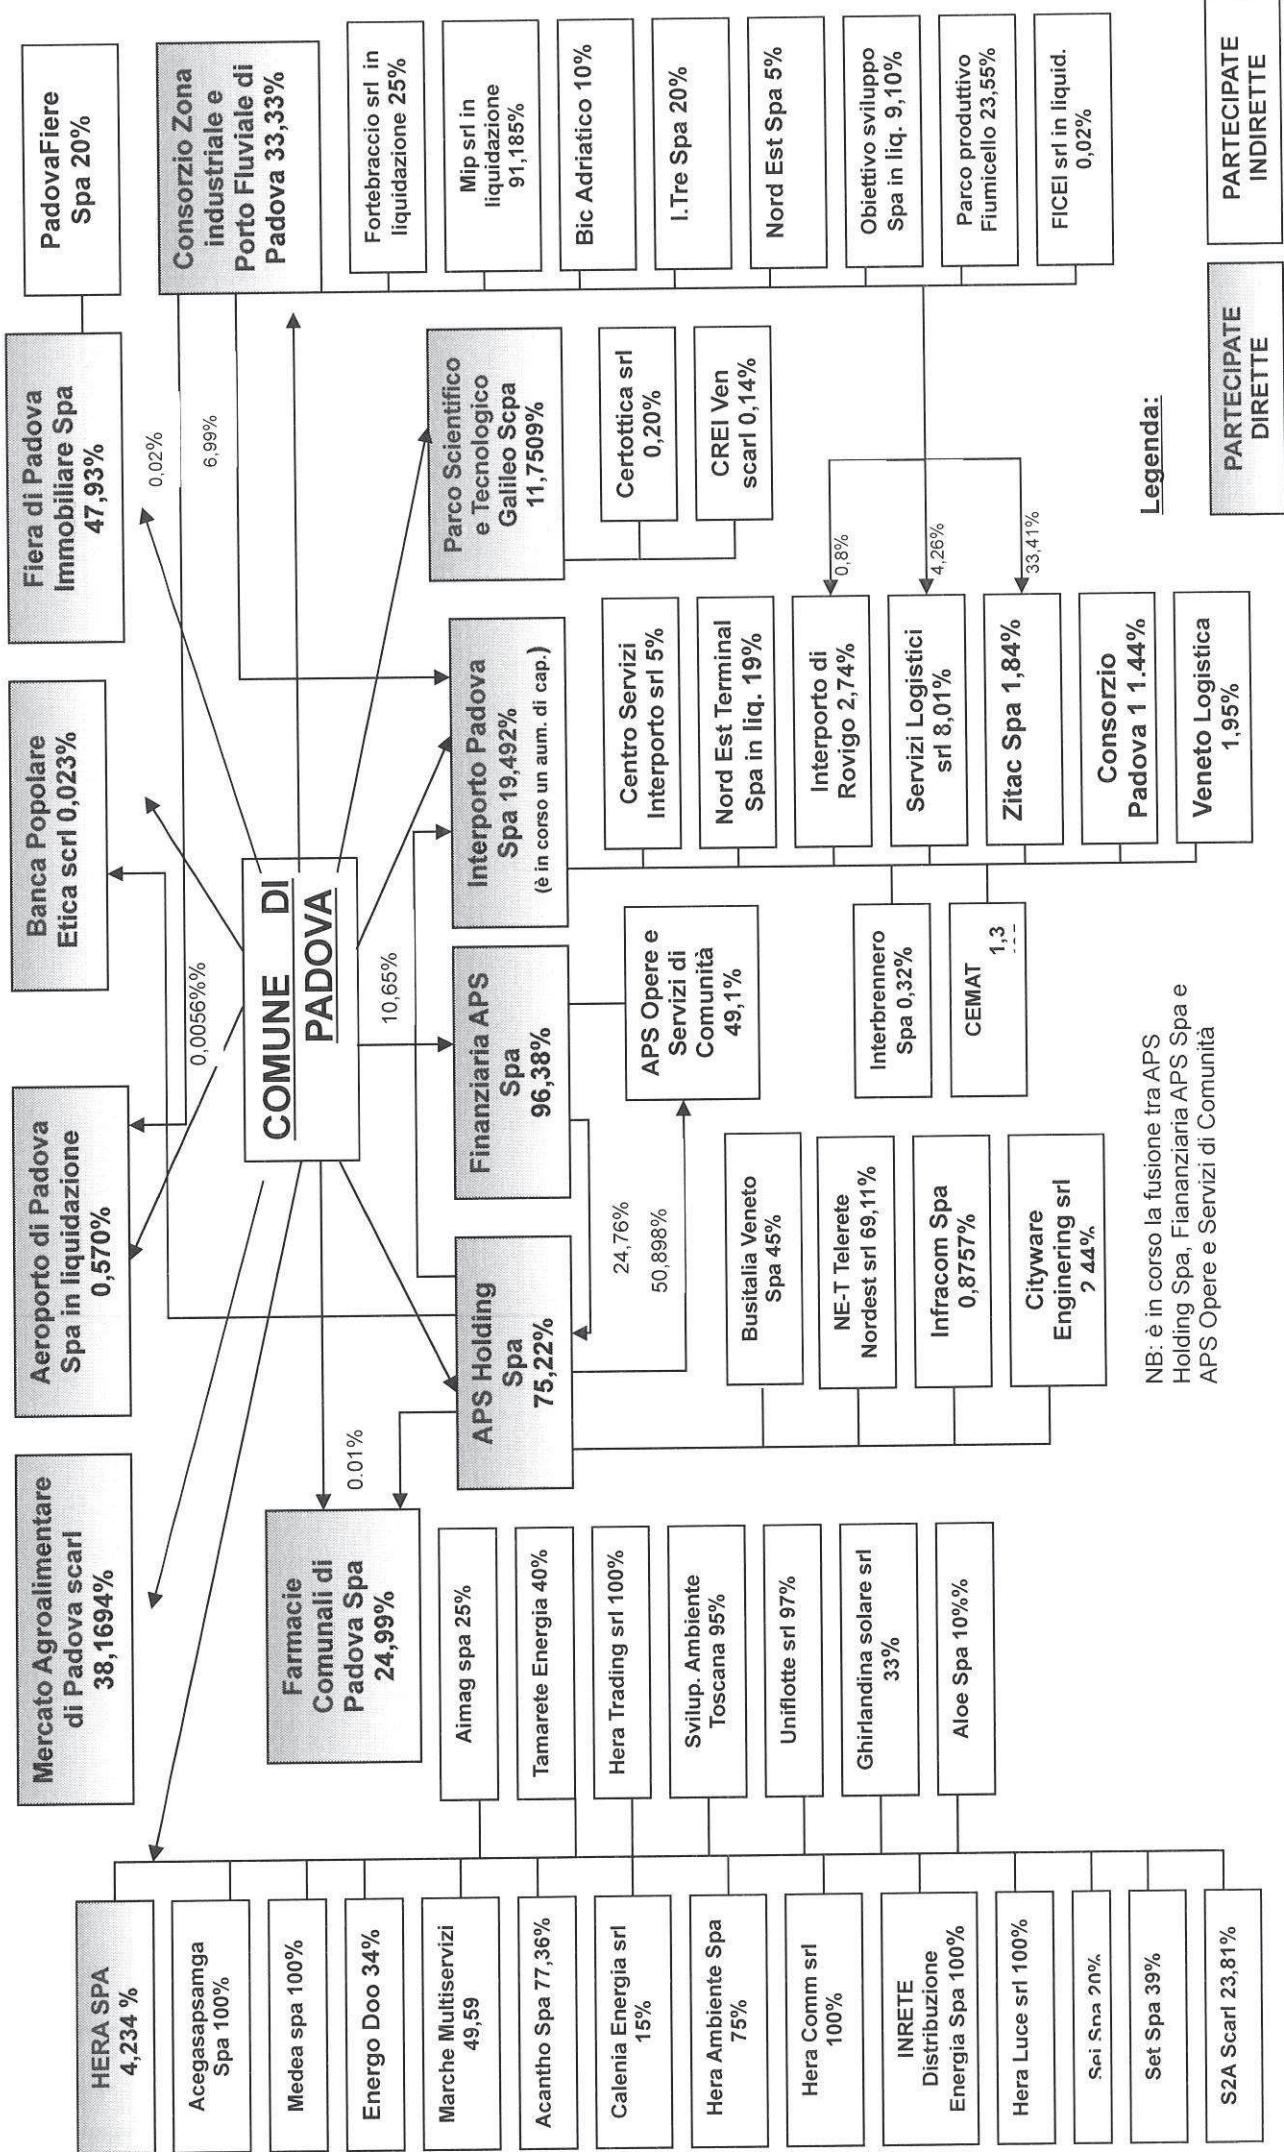 HERA SPA
4,234 %
Acegasapsamga
Spa 100%
Medea spa 100%
Energo Doo 34%
Marche Multiservizi
49,59
Acantho Spa 77,36%
Calenia Energia srl
15%
Hera Ambiente Spa
75%
Hera Comm srl
100%
INRETE
Distribuzione
Energia Spa 100%
Hera Luce srl 100%
Sei Spa 20%
Set Spa 39%
S2A Scarl 23,81%
Mercato Agroalimentare
di Padova scarl
38,1694%
Farmacie
Comunali di
Padova Spa
24,99%
Aimag spa 25%
Tamarete Energia 40%
Hera Trading srl 100%
Svilup. Ambiente
Toscana 95%
Uniflotte srl 97%
Ghirlandina solare srl
33%
Aloe Spa 10%%
0.01%
Aeroporto di Padova
Spa in liquidazione
0,570%
APS Holding
Spa
75,22%
24,76%
50,898%
Busitalia Veneto
Spa 45%
NE-T Telerete
Nordest srl 69,11%
Infracom Spa
0,8757%
Cityware
Enginering srl
2 44%
NB: è in corso la fusione tra APS
Holding Spa, Fiananziaria APS Spa e
APS Opere e Servizi di Comunità
Banca Popolare
Etica scrl 0,023%
0,0056%%
COMUNE DI
PADOVA
10,65%
Finanziaria APS
Spa
96,38%
APS Opere e
Servizi di
Comunità
49,1%
Interbrennero
Spa 0,32%
CEMAT
1,3
Fiera di Padova
Immobiliare Spa
47,93%
0,02%
6,99%
Interporto Padova
Spa 19,492%
(è in corso un aum. di cap.)
Centro Servizi
Interporto srl 5%
Nord Est Terminal
Spa in liq. 19%
Interporto di
Rovigo 2,74%
Servizi Logistici
srl 8,01%
Zitac Spa 1,84%
Consorzio
Padova 1 1.44%
Veneto Logistica
1,95%
0,8%
4,26%
33,41%
Parco Scientifico
e Tecnologico
Galileo Scpa
11,7509%
Certottica srl
0,20%
CREI Ven
scarl 0,14%
PadovaFiere
Spa 20%
Consorzio Zona
industriale e
Porto Fluviale di
Padova 33,33%
Fortebraccio srl in
liquidazione 25%
Mip srl in
liquidazione
91,185%
Bic Adriatico 10%
I.Tre Spa 20%
Nord Est Spa 5%
Obiettivo sviluppo
Spa in liq. 9,10%
Parco produttivo
Fiumicello 23,55%
FICEI srl in liquid.
0,02%
Legenda:
PARTECIPATE
DIRETTE
PARTECIPATE
INDIRETTE